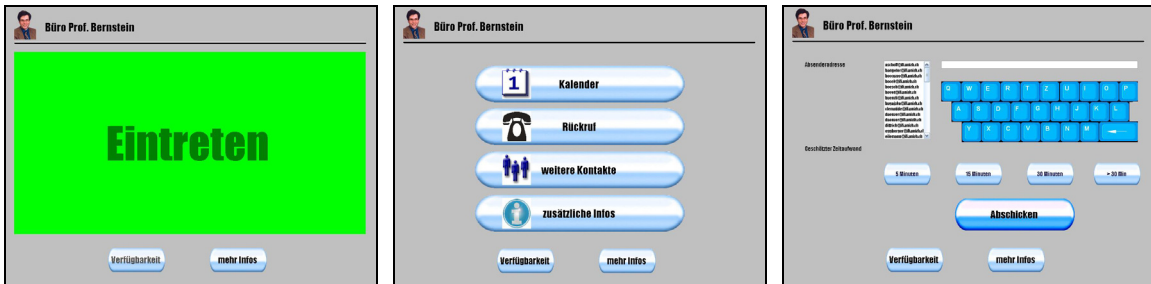 Büro Prof. Bernstein
Eintreten
Verfügbarkeit
mehr Infos
Büro Prof. Bernstein
1
Kalender
Rückruf
weitere Kontakte
zusätzliche Infos
Verfügbarkeit
mehr Infos
Büro Prof. Bernstein
Absenderadresse
Q W E R T Z U I O P
A S D F G H J K L
Y X C V B N M
Geschätzter Zeitaufwand
5 Minuten
15 Minuten
30 Minuten
> 30 Min
Abschicken
Verfügbarkeit
mehr Infos